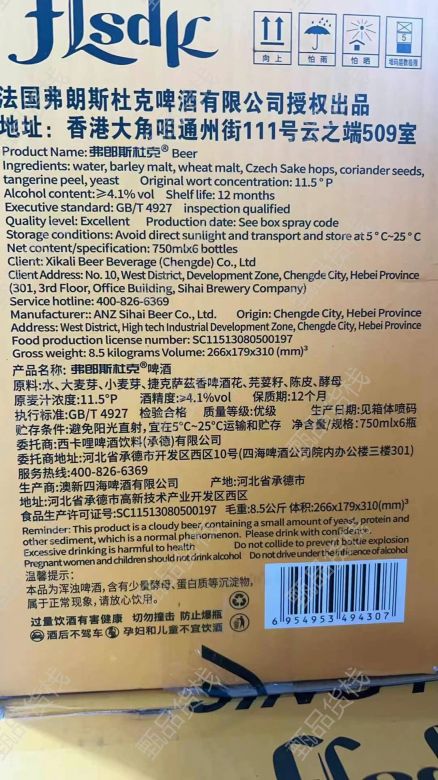 flsdk
向上 怕雨 怕晒 堆码层数极限
5
法国弗朗斯杜克啤酒有限公司授权出品
地址：香港大角咀通州街111号云之端509室
Product Name: 弗朗斯杜克® Beer
Ingredients: water, barley malt, wheat malt, Czech Sake hops, coriander seeds,
tangerine peel, yeast Original wort concentration: 11.5°P
Alcohol content:≥4.1% vol Shelf life: 12 months
Executive standard: GB/T 4927 inspection qualified
Quality level: Excellent Production date: See box spray code
Storage conditions: Avoid direct sunlight and transport and store at 5°C~25°C
Net content/specification: 750mlx6 bottles
Client: Xikali Beer Beverage (Chengde) Co., Ltd
Client Address: No. 10, West District, Development Zone, Chengde City, Hebei Province
(301, 3rd Floor, Office Building, Sihai Brewery Company)
Service hotline: 400-826-6369
Manufacturer:: ANZ Sihai Beer Co., Ltd. Origin: Chengde City, Hebei Province
Address: West District, High tech Industrial Development Zone, Chengde City, Hebei Province
Food production license number: SC11513080500197
Gross weight: 8.5 kilograms Volume: 266x179x310 (mm)³
产品名称: 弗朗斯杜克®啤酒
原料:水、大麦芽、小麦芽、捷克萨兹香啤酒花、芫荽籽、陈皮、酵母
原麦汁浓度:11.5°P 酒精度:≥4.1%vol 保质期:12个月
执行标准:GB/T 4927 检验合格 质量等级:优级 生产日期:见箱体喷码
贮存条件:避免阳光直射,宜在5°C~25°C运输和贮存 净含量/规格: 750mlx6瓶
委托商:西卡哩啤酒饮料(承德)有限公司
委托商地址:河北省承德市开发区西区10号(四海啤酒公司院内办公楼三楼301)
服务热线:400-826-6369
生产商:澳新四海啤酒有限公司 产地:河北省承德市
地址:河北省承德市高新技术产业开发区西区
食品生产许可证号:SC11513080500197 毛重:8.5公斤 体积:266x179x310(mm)³
Reminder: This product is a cloudy beer, containing a small amount of yeast, protein and
other sediment, which is a normal phenomenon. Please drink with confidence
Excessive drinking is harmful to health Do not collide to prevent bottle explosion
Pregnant women and children should not drink alcohol Do not drive under the influence of alcohol
温馨提示:
本品为浑浊啤酒,含有少量酵母、蛋白质等沉淀物,
属于正常现象,请放心饮用。
过量饮酒有害健康 切勿撞击 防止爆瓶
酒后不驾车 孕妇和儿童不宜饮酒
6 954953 494307
甄品货栈